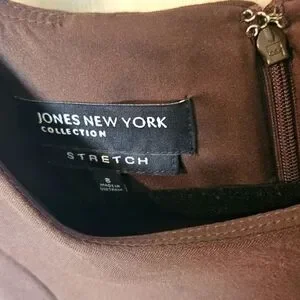 JONES NEW YORK
COLLECTION
STRETCH
8
MADE IN
VIETNAM